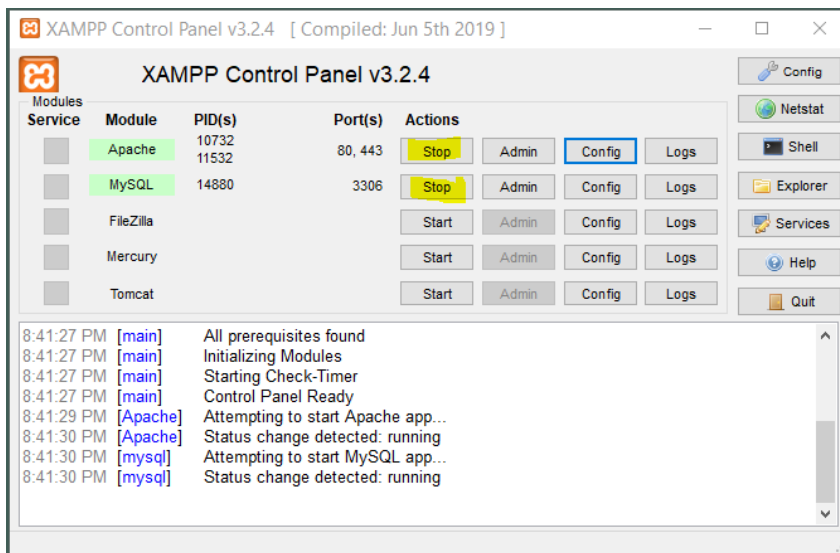 XAMPP Control Panel v3.2.4 [ Compiled: Jun 5th 2019 ]
XAMPP Control Panel v3.2.4
Config
Modules
Service Module PID(s) Port(s) Actions
Netstat
Apache 10732 11532 80, 443 Stop Admin Config Logs
Shell
MySQL 14880 3306 Stop Admin Config Logs
Explorer
FileZilla Start Admin Config Logs
Services
Mercury Start Admin Config Logs
Help
Tomcat Start Admin Config Logs
Quit
8:41:27 PM [main] All prerequisites found
8:41:27 PM [main] Initializing Modules
8:41:27 PM [main] Starting Check-Timer
8:41:27 PM [main] Control Panel Ready
8:41:29 PM [Apache] Attempting to start Apache app...
8:41:30 PM [Apache] Status change detected: running
8:41:30 PM [mysql] Attempting to start MySQL app...
8:41:30 PM [mysql] Status change detected: running